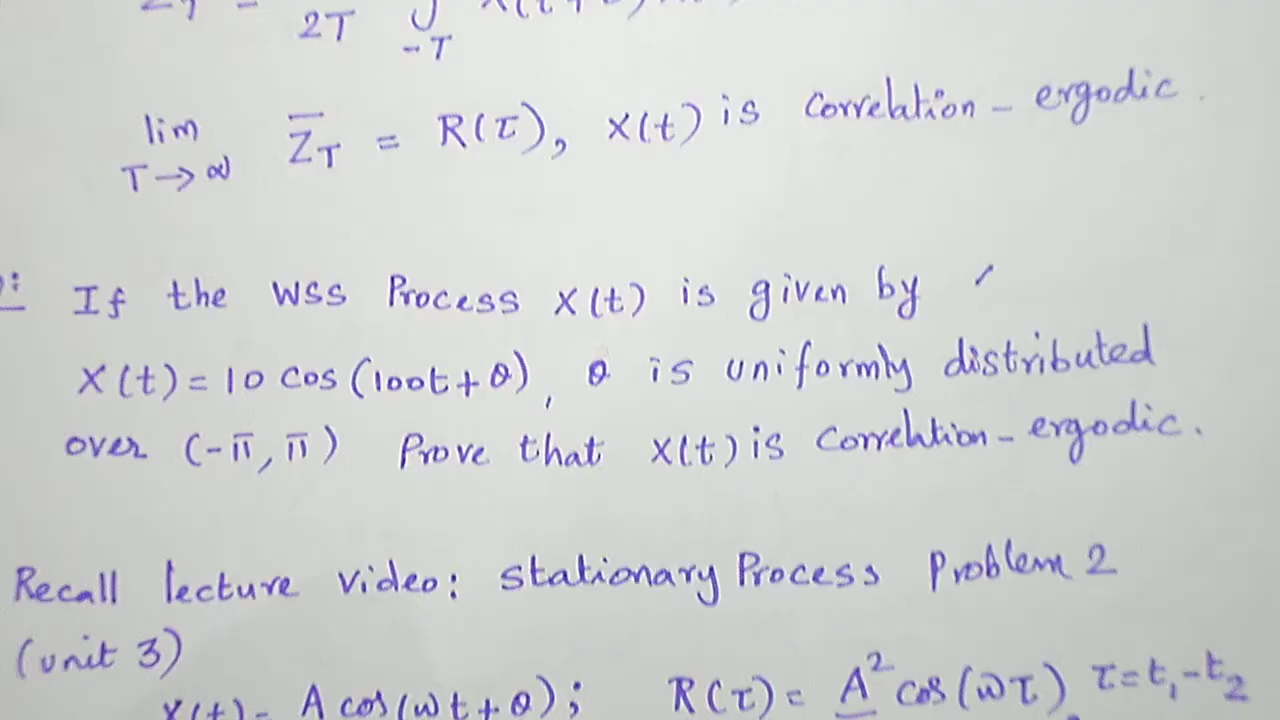 2T ∫ -T
lim T→∞ Z̅_T = R(τ), X(t) is correlation - ergodic.
If the WSS Process X(t) is given by
X(t) = 10 cos(100t + θ), θ is uniformly distributed
over (-π, π) Prove that X(t) is correlation - ergodic.
Recall lecture video: Stationary Process Problem 2
(unit 3)
X(t) = A cos(ωt + θ); R(τ) = A² cos(ωτ) τ = t₁ - t₂